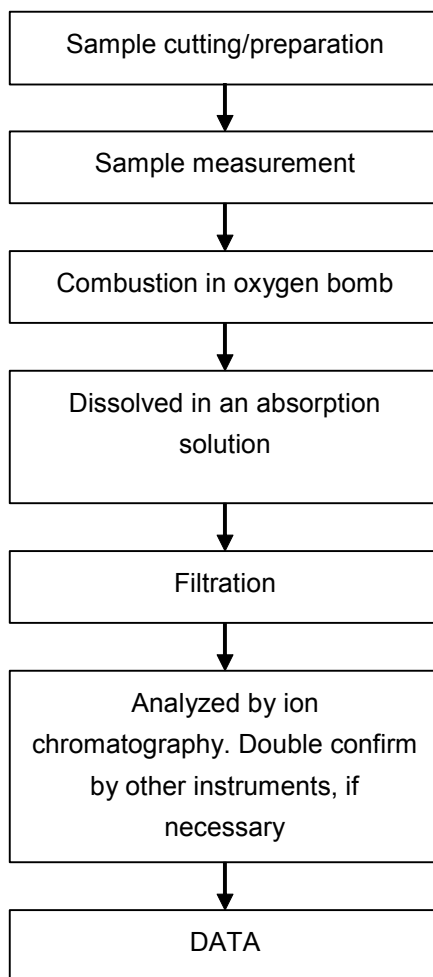 Sample cutting/preparation
Sample measurement
Combustion in oxygen bomb
Dissolved in an absorption
solution
Filtration
Analyzed by ion
chromatography. Double confirm
by other instruments, if
necessary
DATA